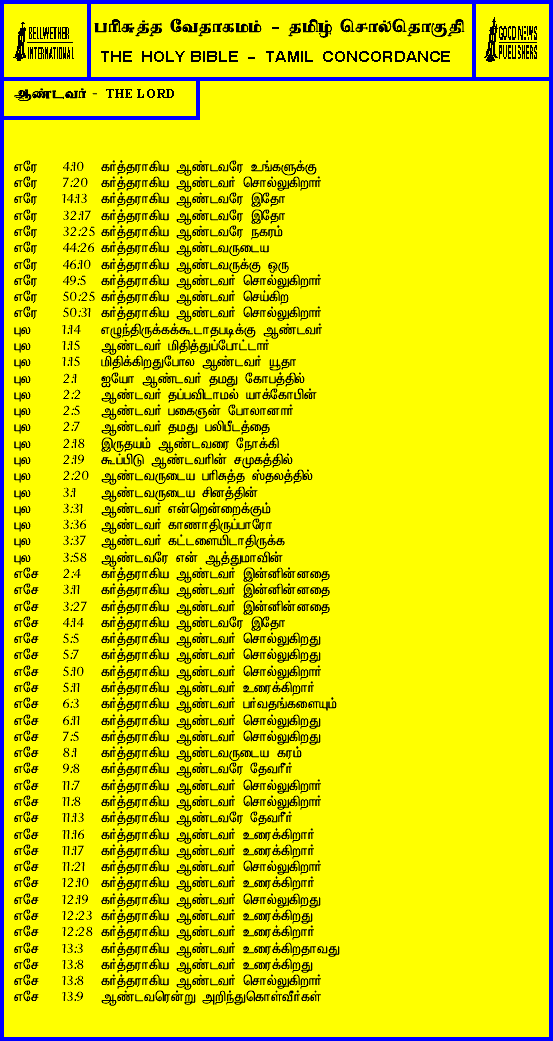 BELLWETHER
INTERNATIONAL
பரிசுத்த வேதாகமம் - தமிழ் சொல்தொகுதி
THE HOLY BIBLE - TAMIL CONCORDANCE
GOOD NEWS
PUBLISHERS
ஆண்டவர் - THE LORD
எரே 4:10 கர்த்தராகிய ஆண்டவரே உங்களுக்கு
எரே 7:20 கர்த்தராகிய ஆண்டவர் சொல்லுகிறார்
எரே 14:13 கர்த்தராகிய ஆண்டவரே இதோ
எரே 32:17 கர்த்தராகிய ஆண்டவரே இதோ
எரே 32:25 கர்த்தராகிய ஆண்டவரே நகரம்
எரே 44:26 கர்த்தராகிய ஆண்டவருடைய
எரே 46:10 கர்த்தராகிய ஆண்டவருக்கு ஒரு
எரே 49:5 கர்த்தராகிய ஆண்டவர் சொல்லுகிறார்
எரே 50:25 கர்த்தராகிய ஆண்டவர் செய்கிற
எரே 50:31 கர்த்தராகிய ஆண்டவர் சொல்லுகிறார்
புல 1:14 எழுந்திருக்கக்கூடாதபடிக்கு ஆண்டவர்
புல 1:15 ஆண்டவர் மிதித்துப்போட்டார்
புல 1:15 மிதிக்கிறதுபோல ஆண்டவர் யூதா
புல 2:1 ஐயோ ஆண்டவர் தமது கோபத்தில்
புல 2:2 ஆண்டவர் தப்பவிடாமல் யாக்கோபின்
புல 2:5 ஆண்டவர் பகைஞன் போலானார்
புல 2:7 ஆண்டவர் தமது பலிபீடத்தை
புல 2:18 இருதயம் ஆண்டவரை நோக்கி
புல 2:19 கூப்பிடு ஆண்டவரின் சமுகத்தில்
புல 2:20 ஆண்டவருடைய பரிசுத்த ஸ்தலத்தில்
புல 3:1 ஆண்டவருடைய சினத்தின்
புல 3:31 ஆண்டவர் என்றென்றைக்கும்
புல 3:36 ஆண்டவர் காணாதிருப்பாரோ
புல 3:37 ஆண்டவர் கட்டளையிடாதிருக்க
புல 3:58 ஆண்டவரே என் ஆத்துமாவின்
எசே 2:4 கர்த்தராகிய ஆண்டவர் இன்னின்னதை
எசே 3:11 கர்த்தராகிய ஆண்டவர் இன்னின்னதை
எசே 3:27 கர்த்தராகிய ஆண்டவர் இன்னின்னதை
எசே 4:14 கர்த்தராகிய ஆண்டவரே இதோ
எசே 5:5 கர்த்தராகிய ஆண்டவர் சொல்லுகிறது
எசே 5:7 கர்த்தராகிய ஆண்டவர் சொல்லுகிறது
எசே 5:10 கர்த்தராகிய ஆண்டவர் சொல்லுகிறார்
எசே 5:11 கர்த்தராகிய ஆண்டவர் உரைக்கிறார்
எசே 6:3 கர்த்தராகிய ஆண்டவர் பர்வதங்களையும்
எசே 6:11 கர்த்தராகிய ஆண்டவர் சொல்லுகிறது
எசே 7:5 கர்த்தராகிய ஆண்டவர் சொல்லுகிறது
எசே 8:1 கர்த்தராகிய ஆண்டவருடைய கரம்
எசே 9:8 கர்த்தராகிய ஆண்டவரே தேவரீர்
எசே 11:7 கர்த்தராகிய ஆண்டவர் சொல்லுகிறார்
எசே 11:8 கர்த்தராகிய ஆண்டவர் சொல்லுகிறார்
எசே 11:13 கர்த்தராகிய ஆண்டவரே தேவரீர்
எசே 11:16 கர்த்தராகிய ஆண்டவர் உரைக்கிறார்
எசே 11:17 கர்த்தராகிய ஆண்டவர் உரைக்கிறார்
எசே 11:21 கர்த்தராகிய ஆண்டவர் சொல்லுகிறார்
எசே 12:10 கர்த்தராகிய ஆண்டவர் உரைக்கிறார்
எசே 12:19 கர்த்தராகிய ஆண்டவர் சொல்லுகிறது
எசே 12:23 கர்த்தராகிய ஆண்டவர் உரைக்கிறது
எசே 12:28 கர்த்தராகிய ஆண்டவர் உரைக்கிறார்
எசே 13:3 கர்த்தராகிய ஆண்டவர் உரைக்கிறதாவது
எசே 13:8 கர்த்தராகிய ஆண்டவர் உரைக்கிறது
எசே 13:8 கர்த்தராகிய ஆண்டவர் சொல்லுகிறார்
எசே 13:9 ஆண்டவரென்று அறிந்துகொள்வீர்கள்